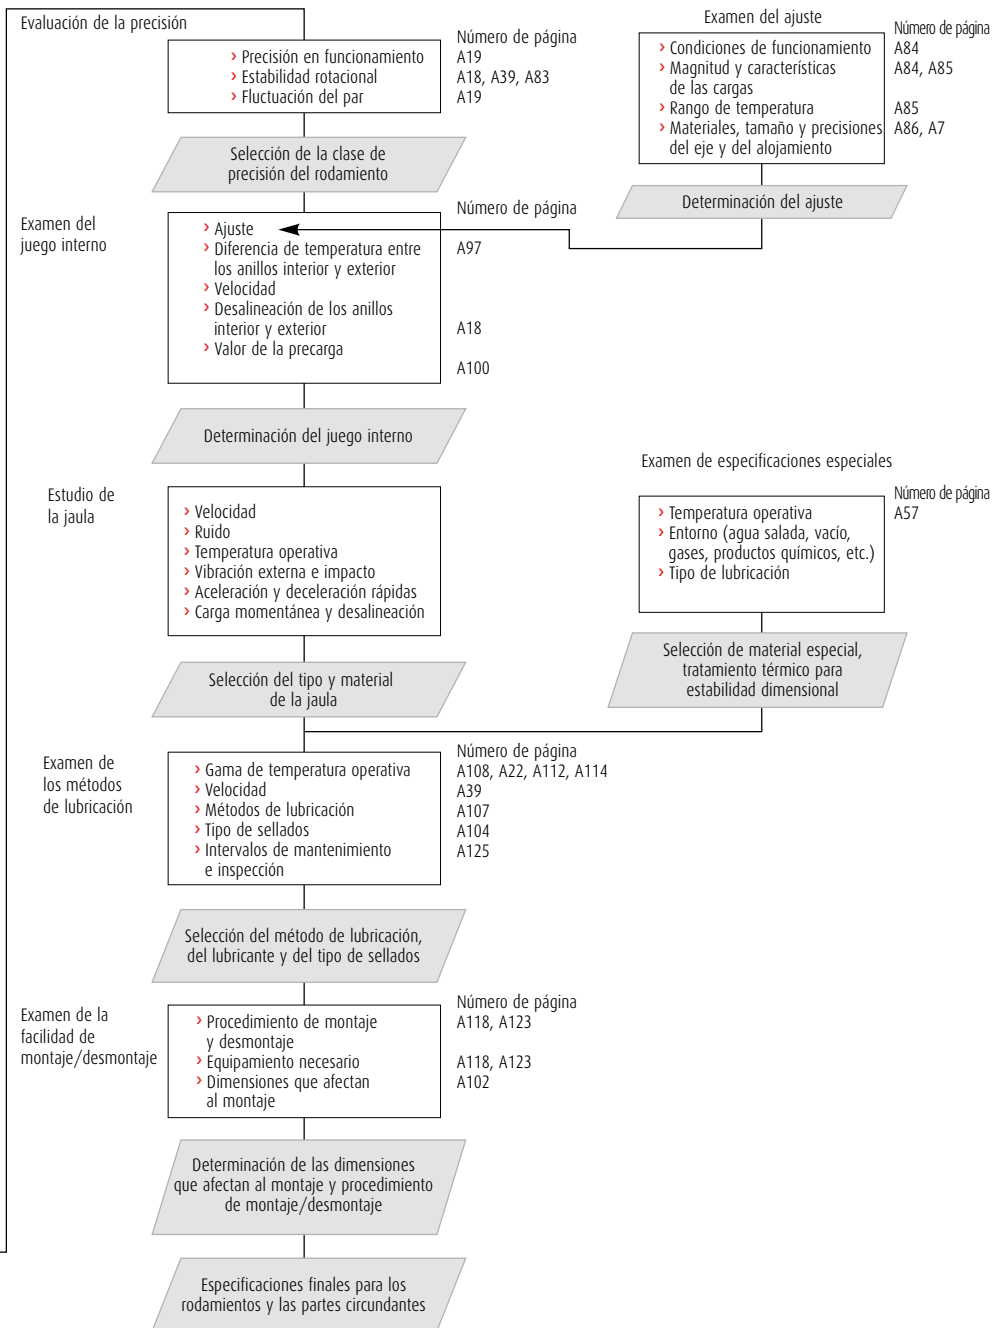 Evaluación de la precisión
Número de página
› Precisión en funcionamiento A19
› Estabilidad rotacional A18, A39, A83
› Fluctuación del par A19
Selección de la clase de
precisión del rodamiento
Examen del ajuste
Número de página
› Condiciones de funcionamiento A84
› Magnitud y características A84, A85
de las cargas
› Rango de temperatura A85
› Materiales, tamaño y precisiones A86, A7
del eje y del alojamiento
Determinación del ajuste
Examen del
juego interno
Número de página
› Ajuste
› Diferencia de temperatura entre A97
los anillos interior y exterior
› Velocidad
› Desalineación de los anillos
interior y exterior A18
› Valor de la precarga
A100
Determinación del juego interno
Estudio de
la jaula
› Velocidad
› Ruido
› Temperatura operativa
› Vibración externa e impacto
› Aceleración y deceleración rápidas
› Carga momentánea y desalineación
Selección del tipo y material
de la jaula
Examen de especificaciones especiales
Número de página
› Temperatura operativa A57
› Entorno (agua salada, vacío,
gases, productos químicos, etc.)
› Tipo de lubricación
Selección de material especial,
tratamiento térmico para
estabilidad dimensional
Examen de
los métodos
de lubricación
Número de página
› Gama de temperatura operativa A108, A22, A112, A114
› Velocidad A39
› Métodos de lubricación A107
› Tipo de sellados A104
› Intervalos de mantenimiento A125
e inspección
Selección del método de lubricación,
del lubricante y del tipo de sellados
Examen de la
facilidad de
montaje/desmontaje
Número de página
› Procedimiento de montaje A118, A123
y desmontaje
› Equipamiento necesario A118, A123
› Dimensiones que afectan A102
al montaje
Determinación de las dimensiones
que afectan al montaje y procedimiento
de montaje/desmontaje
Especificaciones finales para los
rodamientos y las partes circundantes